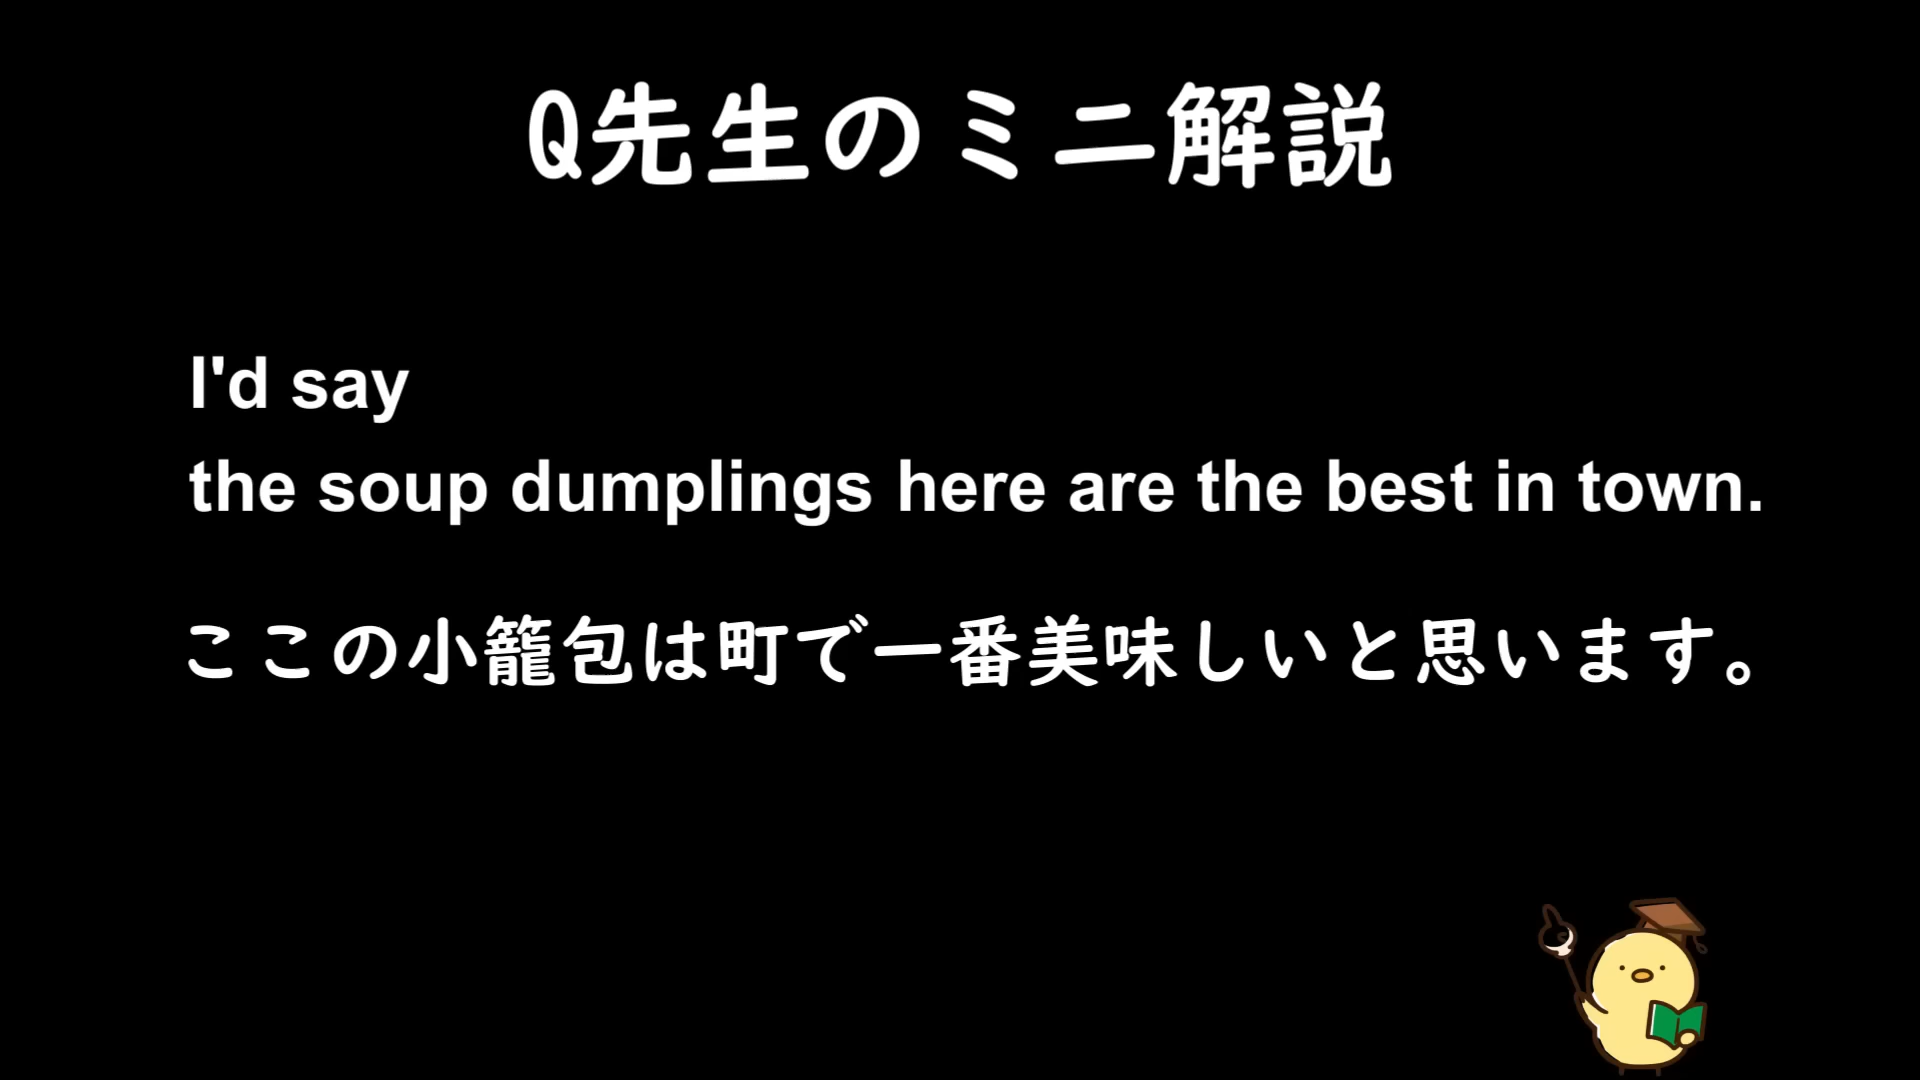 Q先生のミニ解説
I'd say
the soup dumplings here are the best in town.
ここの小籠包は町で一番美味しいと思います。